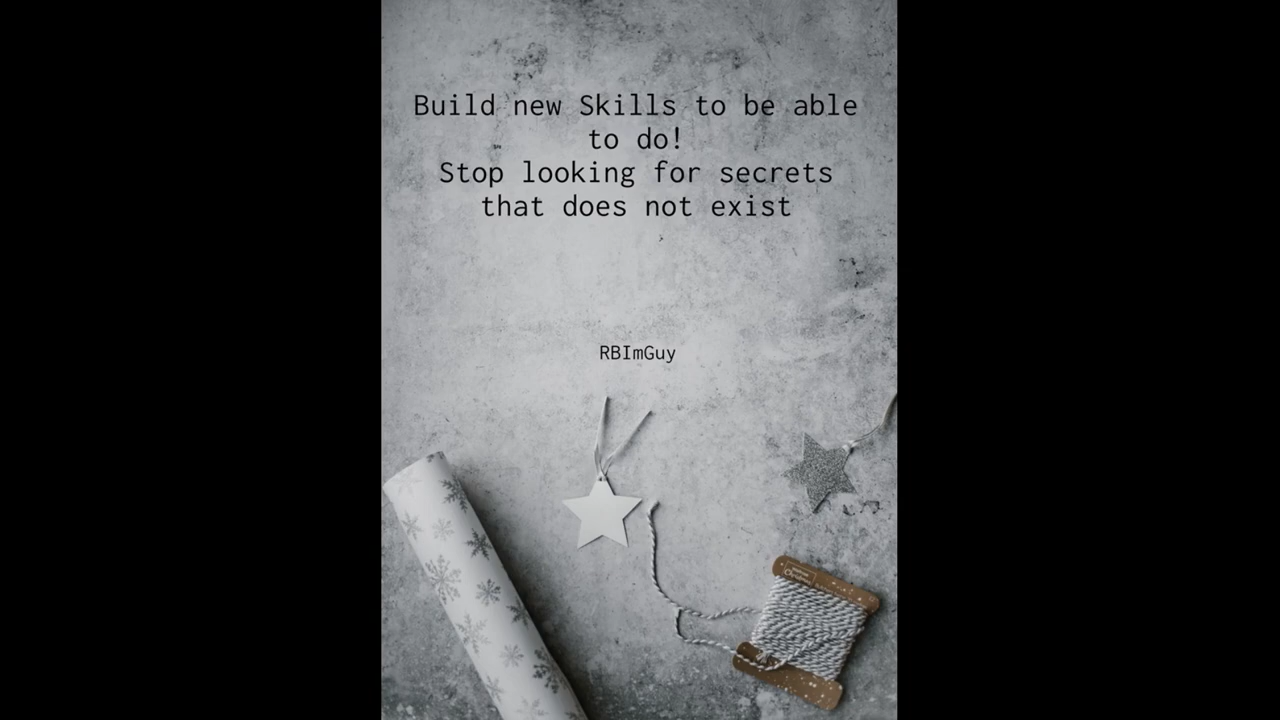 Build new Skills to be able
to do!
Stop looking for secrets
that does not exist
RBImGuy